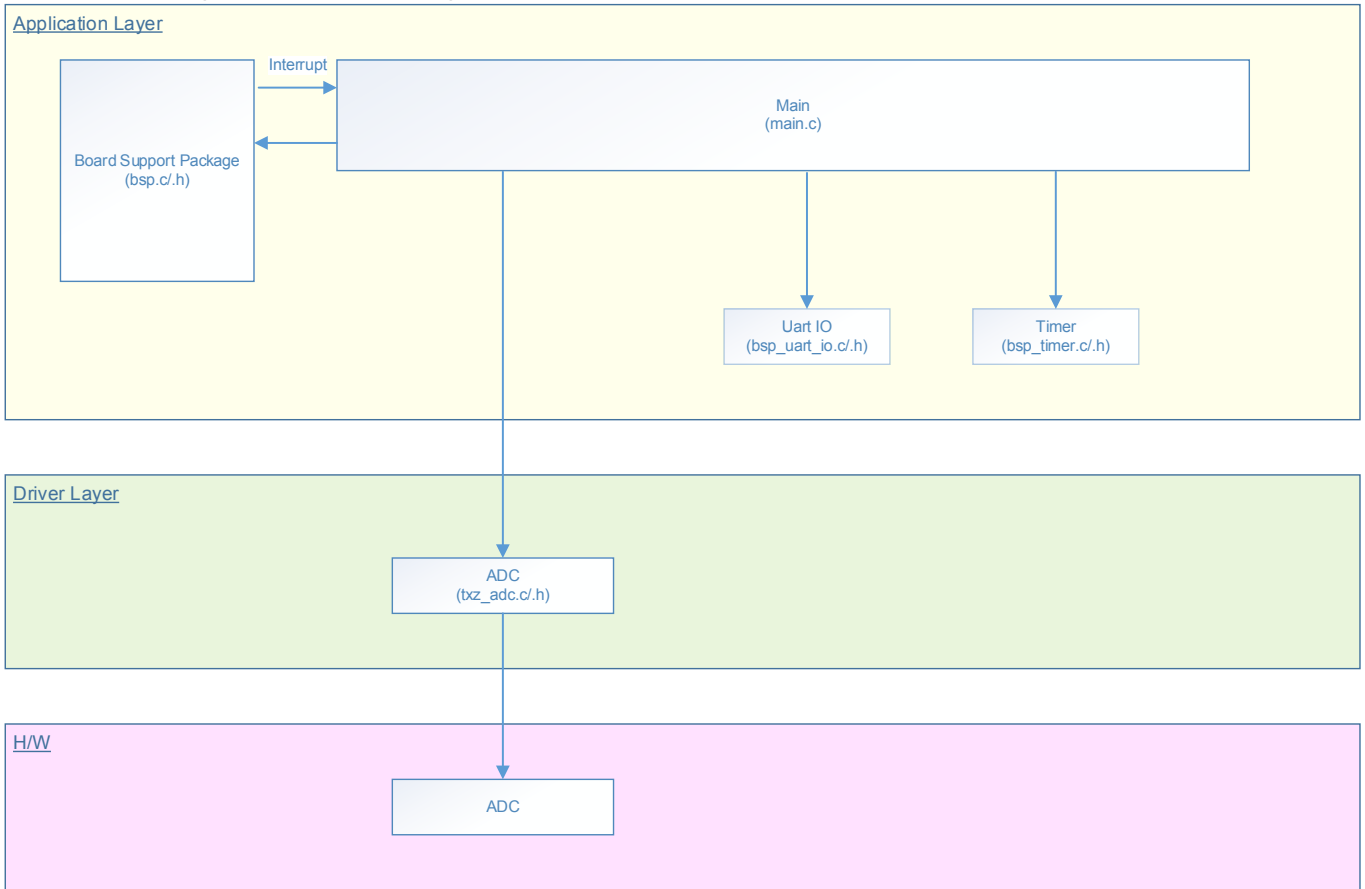 Application Layer
Interrupt
Main
(main.c)
Board Support Package
(bsp.c/.h)
Uart IO
(bsp_uart_io.c/.h)
Timer
(bsp_timer.c/.h)
Driver Layer
ADC
(txz_adc.c/.h)
H/W
ADC